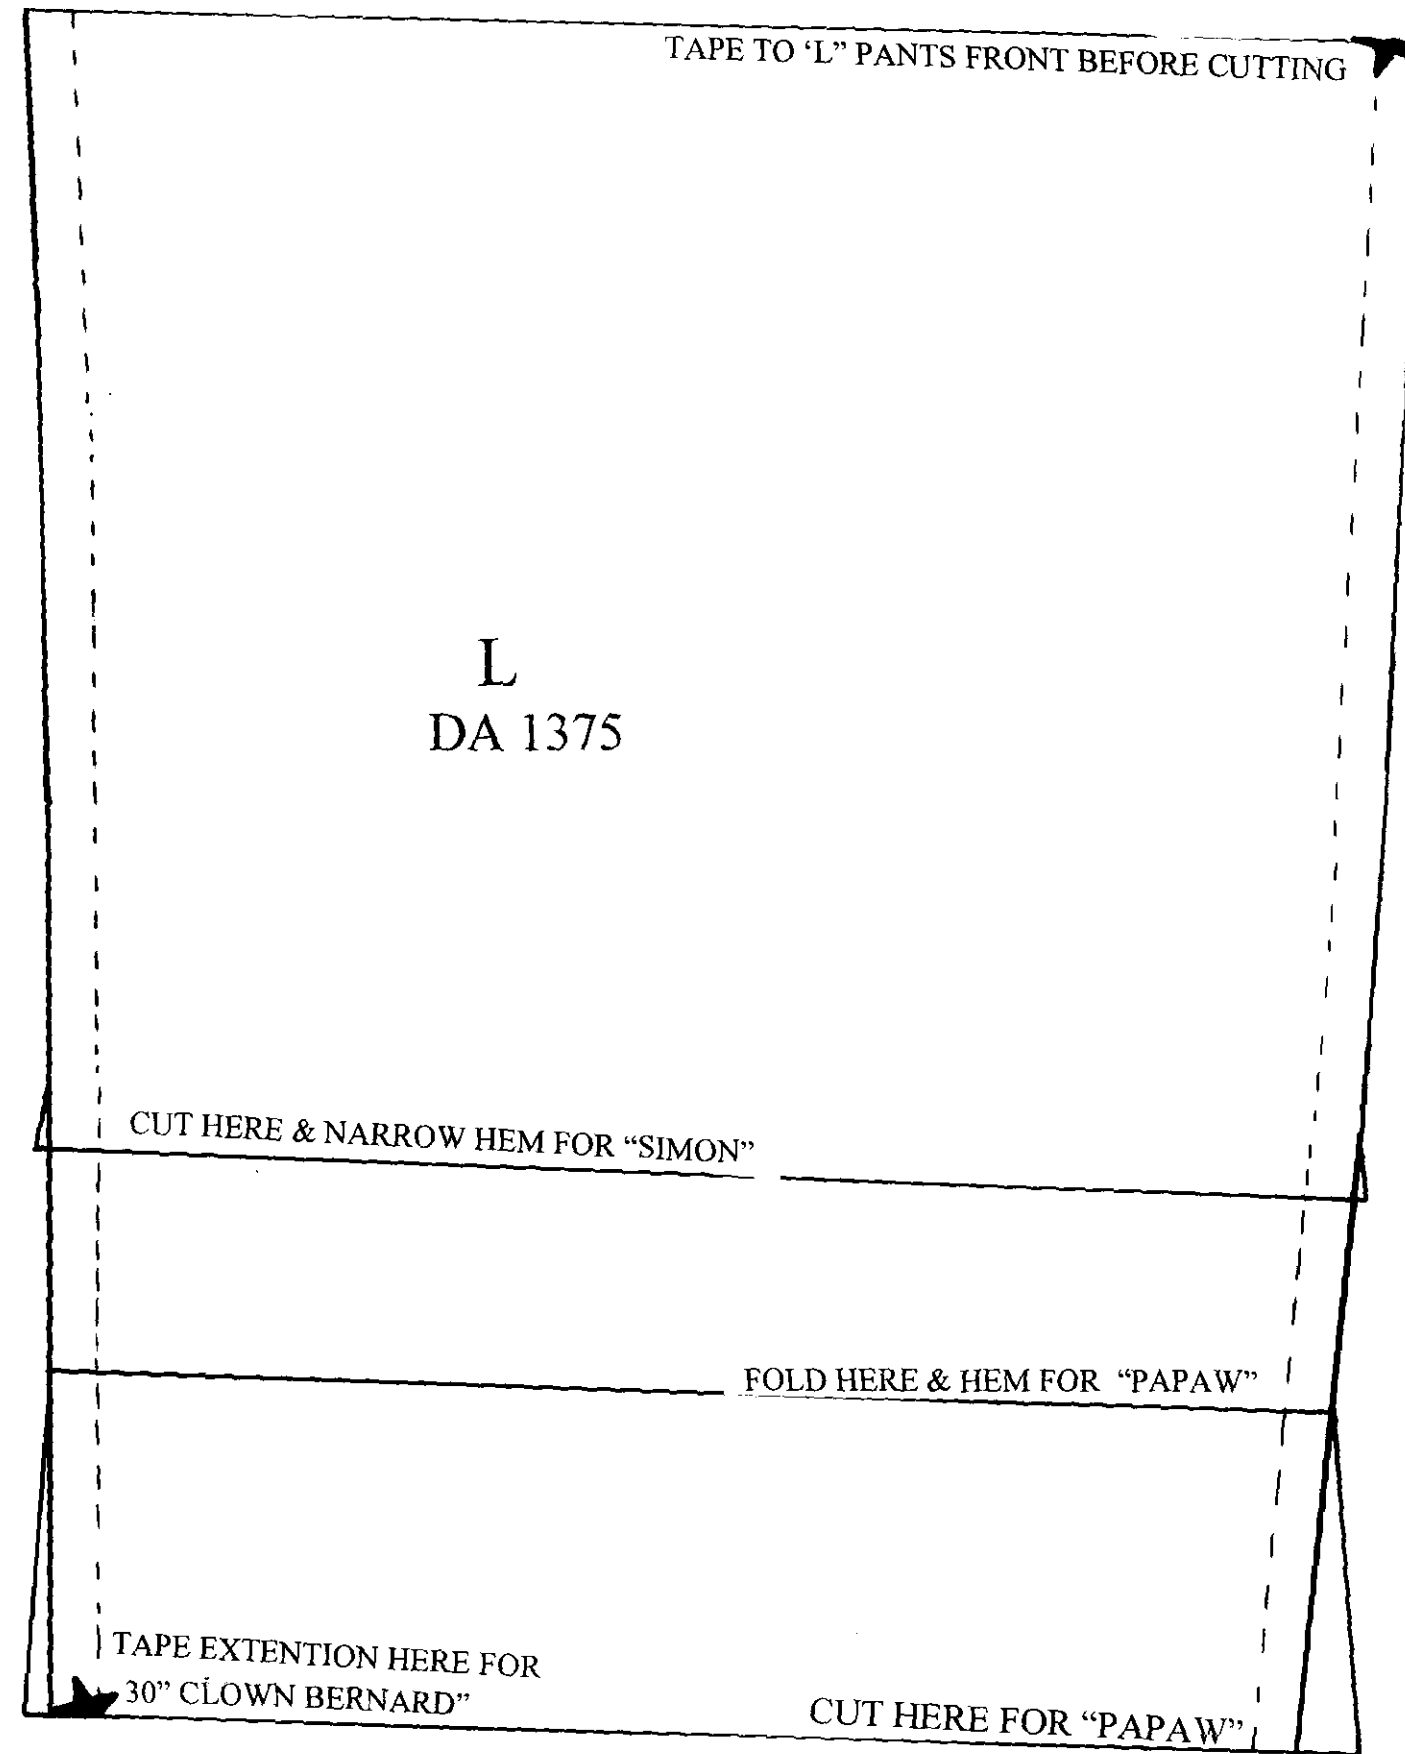 TAPE TO ‘L” PANTS FRONT BEFORE CUTTING
L
DA 1375
CUT HERE & NARROW HEM FOR “SIMON”
FOLD HERE & HEM FOR “PAPAW”
TAPE EXTENTION HERE FOR
30” CLOWN BERNARD”
CUT HERE FOR “PAPAW”